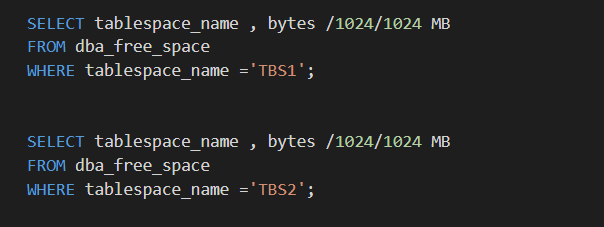 SELECT tablespace_name , bytes /1024/1024 MB
FROM dba_free_space
WHERE tablespace_name ='TBS1';
SELECT tablespace_name , bytes /1024/1024 MB
FROM dba_free_space
WHERE tablespace_name ='TBS2';